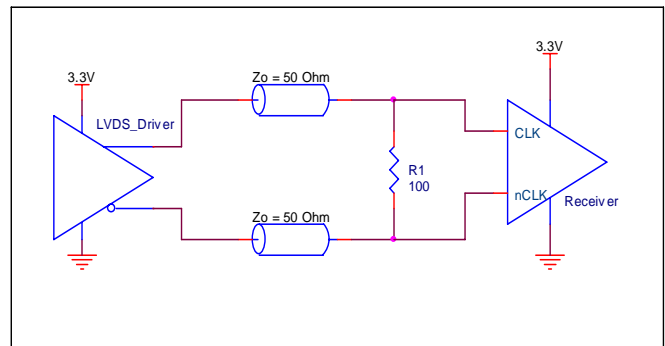 3.3V
3.3V
Zo = 50 Ohm
LVDS_Driver
CLK
R1
100
nCLK
Receiver
Zo = 50 Ohm